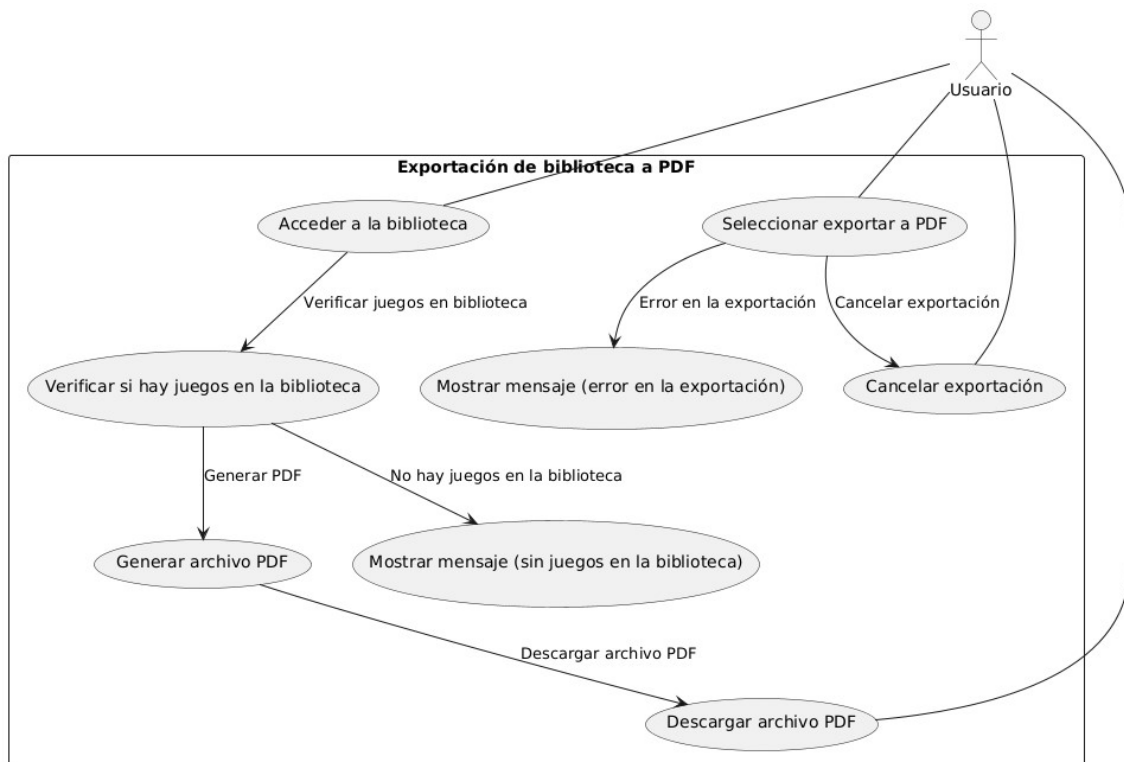 Usuario
Exportación de biblioteca a PDF
Acceder a la biblioteca
Seleccionar exportar a PDF
Verificar juegos en biblioteca
Error en la exportación
Cancelar exportación
Verificar si hay juegos en la biblioteca
Mostrar mensaje (error en la exportación)
Cancelar exportación
Generar PDF
No hay juegos en la biblioteca
Generar archivo PDF
Mostrar mensaje (sin juegos en la biblioteca)
Descargar archivo PDF
Descargar archivo PDF